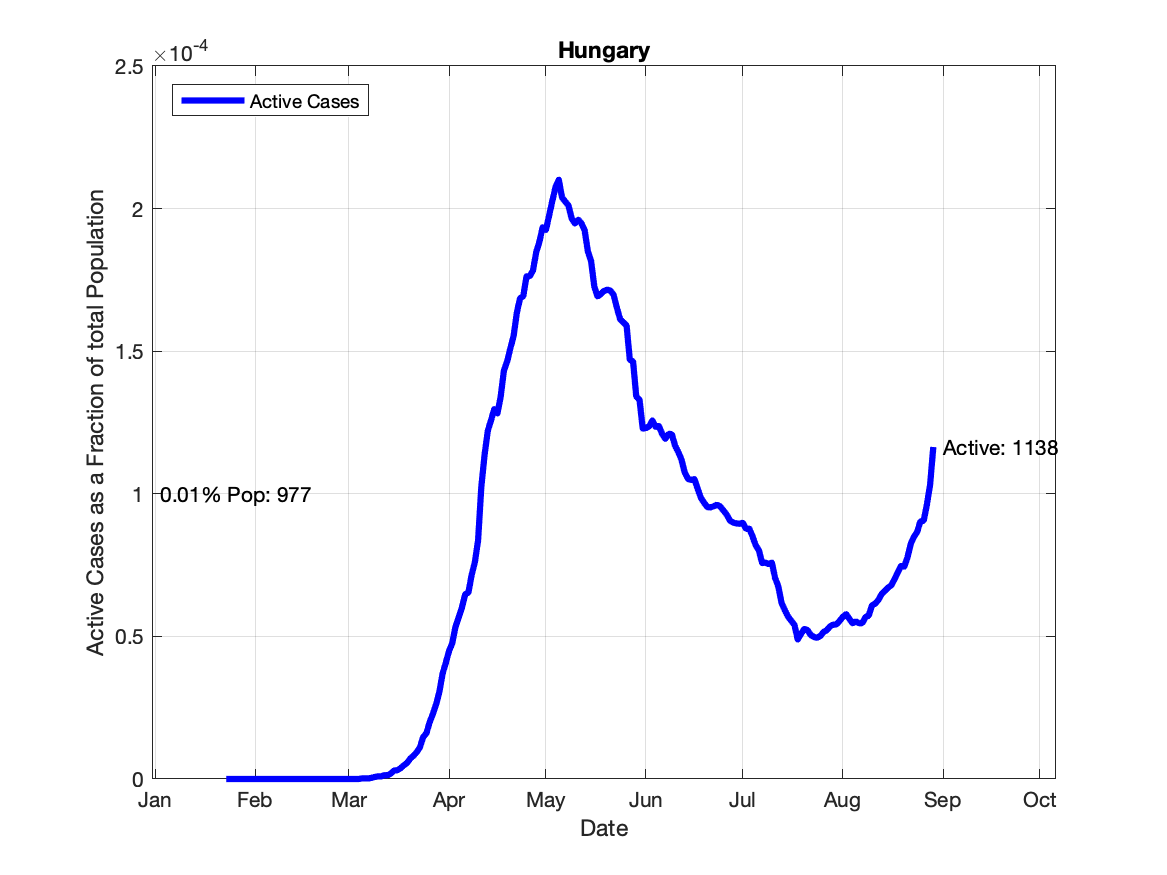 Hungary
×10-4
2.5
2
1.5
1
0.5
0
Active Cases
Active Cases as a Fraction of total Population
0.01% Pop: 977
Active: 1138
Jan Feb Mar Apr May Jun Jul Aug Sep Oct
Date